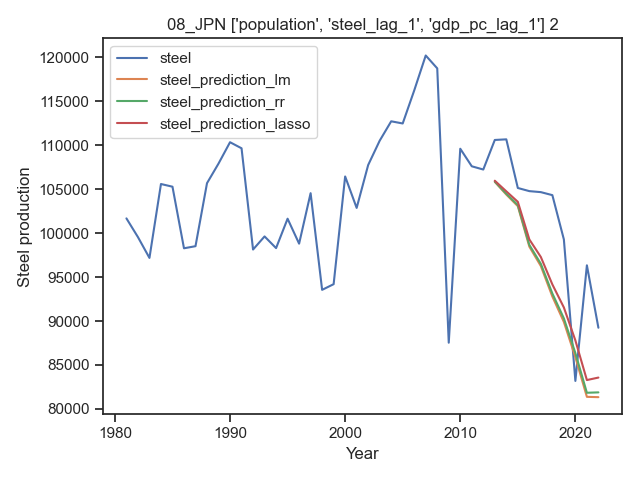 08_JPN ['population', 'steel_lag_1', 'gdp_pc_lag_1'] 2
steel
steel_prediction_lm
steel_prediction_rr
steel_prediction_lasso
Steel production
120000
115000
110000
105000
100000
95000
90000
85000
80000
1980 1990 2000 2010 2020
Year